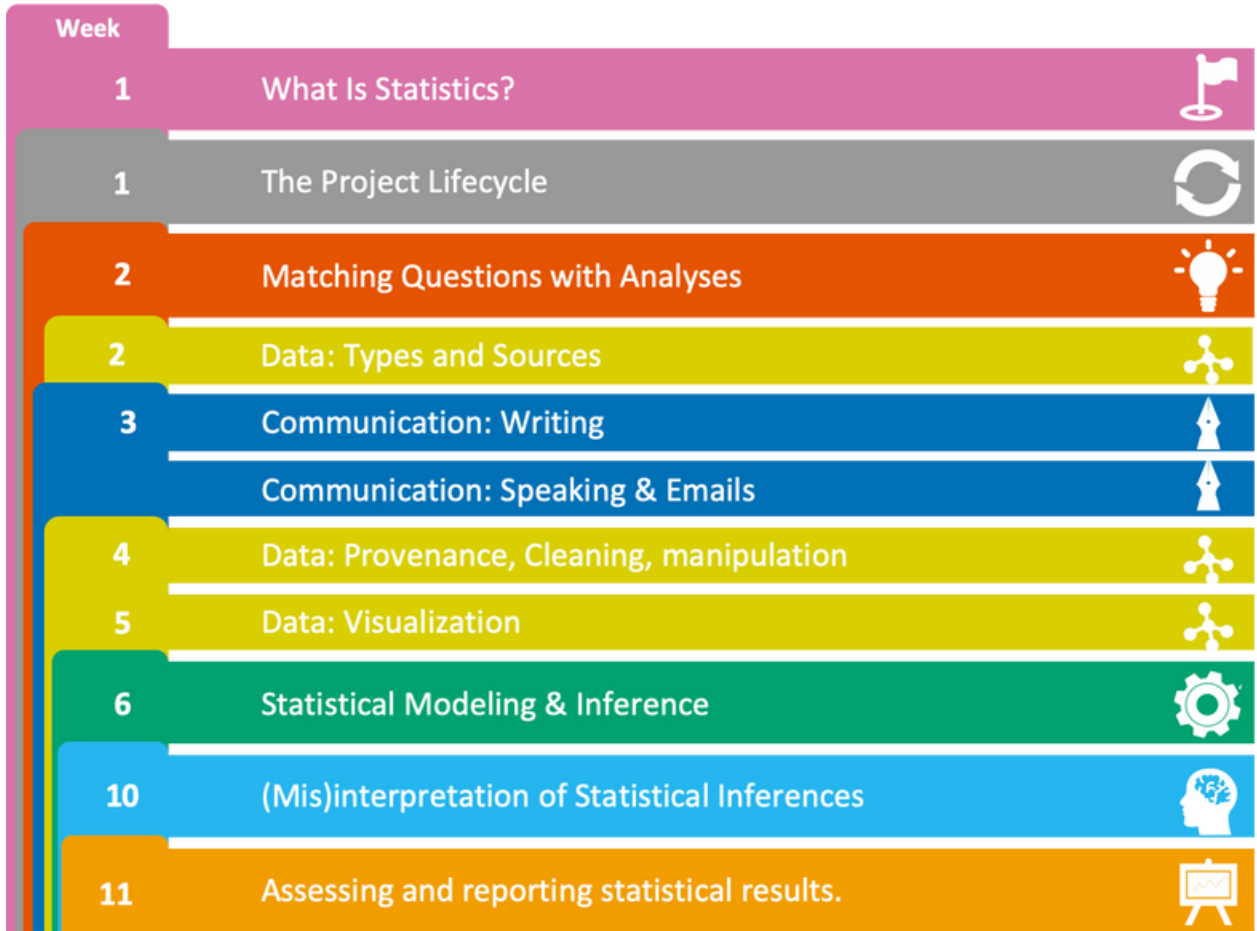 Week
1 What Is Statistics?
1 The Project Lifecycle
2 Matching Questions with Analyses
2 Data: Types and Sources
3 Communication: Writing
Communication: Speaking & Emails
4 Data: Provenance, Cleaning, manipulation
5 Data: Visualization
6 Statistical Modeling & Inference
10 (Mis)interpretation of Statistical Inferences
11 Assessing and reporting statistical results.